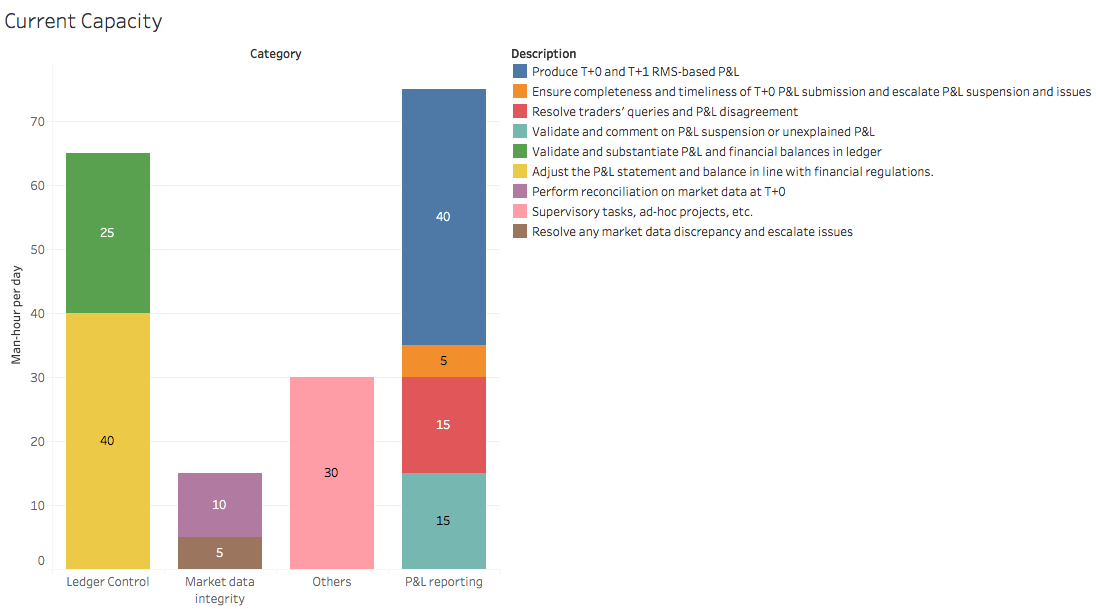 Current Capacity
Category
Description
Produce T+0 and T+1 RMS-based P&L
Ensure completeness and timeliness of T+0 P&L submission and escalate P&L suspension and issues
Resolve traders' queries and P&L disagreement
Validate and comment on P&L suspension or unexplained P&L
Validate and substantiate P&L and financial balances in ledger
Adjust the P&L statement and balance in line with financial regulations.
Perform reconciliation on market data at T+0
Supervisory tasks, ad-hoc projects, etc.
Resolve any market data discrepancy and escalate issues
Man-hour per day
70
60
50
40
30
20
10
0
25
40
10
5
30
40
5
15
15
Ledger Control
Market data
integrity
Others
P&L reporting